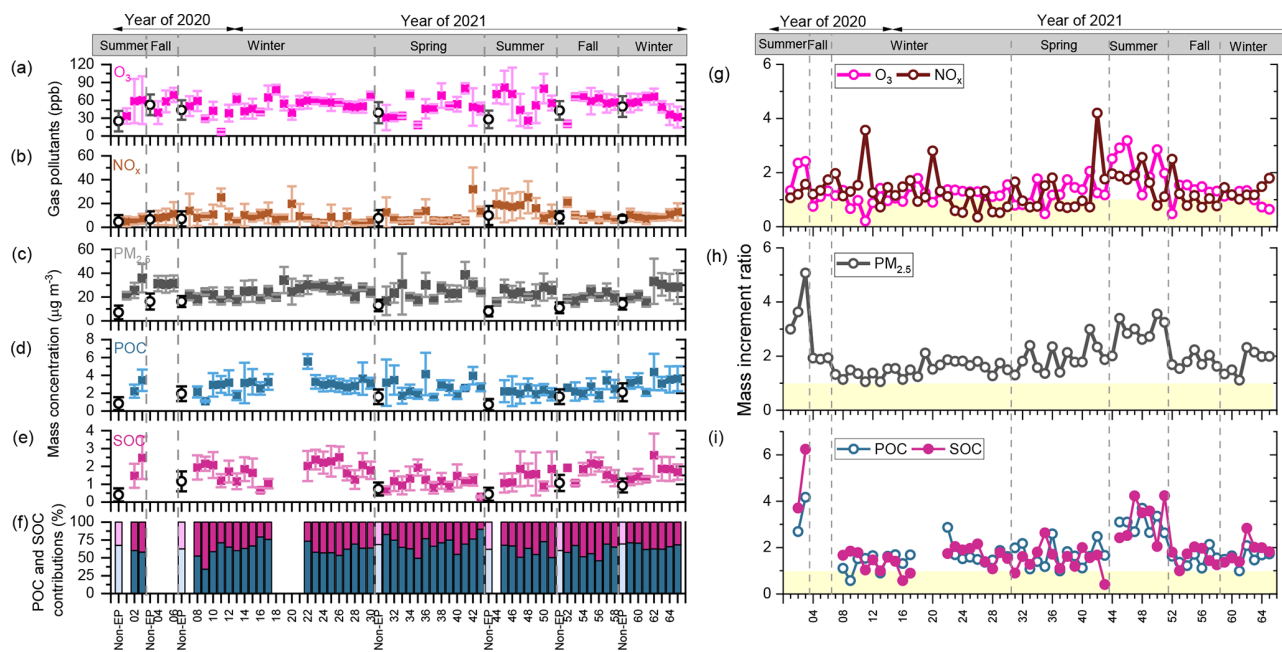 Year of 2020
Year of 2021
Summer
Fall
Winter
Spring
Summer
Fall
Winter
(a)
O3
120
90
60
30
0
(b)
NOx
60
40
20
0
Gas pollutants (ppb)
(c)
PM2.5
60
40
20
0
(d)
POC
8
6
4
2
0
Mass concentration (µg m-3)
(e)
SOC
4
3
2
1
0
(f)
100
75
50
25
0
POC and SOC
contributions (%)
Non-EP
02
Non-EP
04
06
Non-EP
08
10
12
14
16
18
20
22
24
26
28
30
Non-EP
32
34
36
38
40
42
Non-EP
44
46
48
50
Non-EP
52
54
56
58
Non-EP
60
62
64
Year of 2020
Year of 2021
Summer
Fall
Winter
Spring
Summer
Fall
Winter
(g)
O3
NOx
6
4
2
0
(h)
PM2.5
6
4
2
0
Mass increment ratio
(i)
POC
SOC
6
4
2
0
04
08
12
16
20
24
28
32
36
40
44
48
52
56
60
64